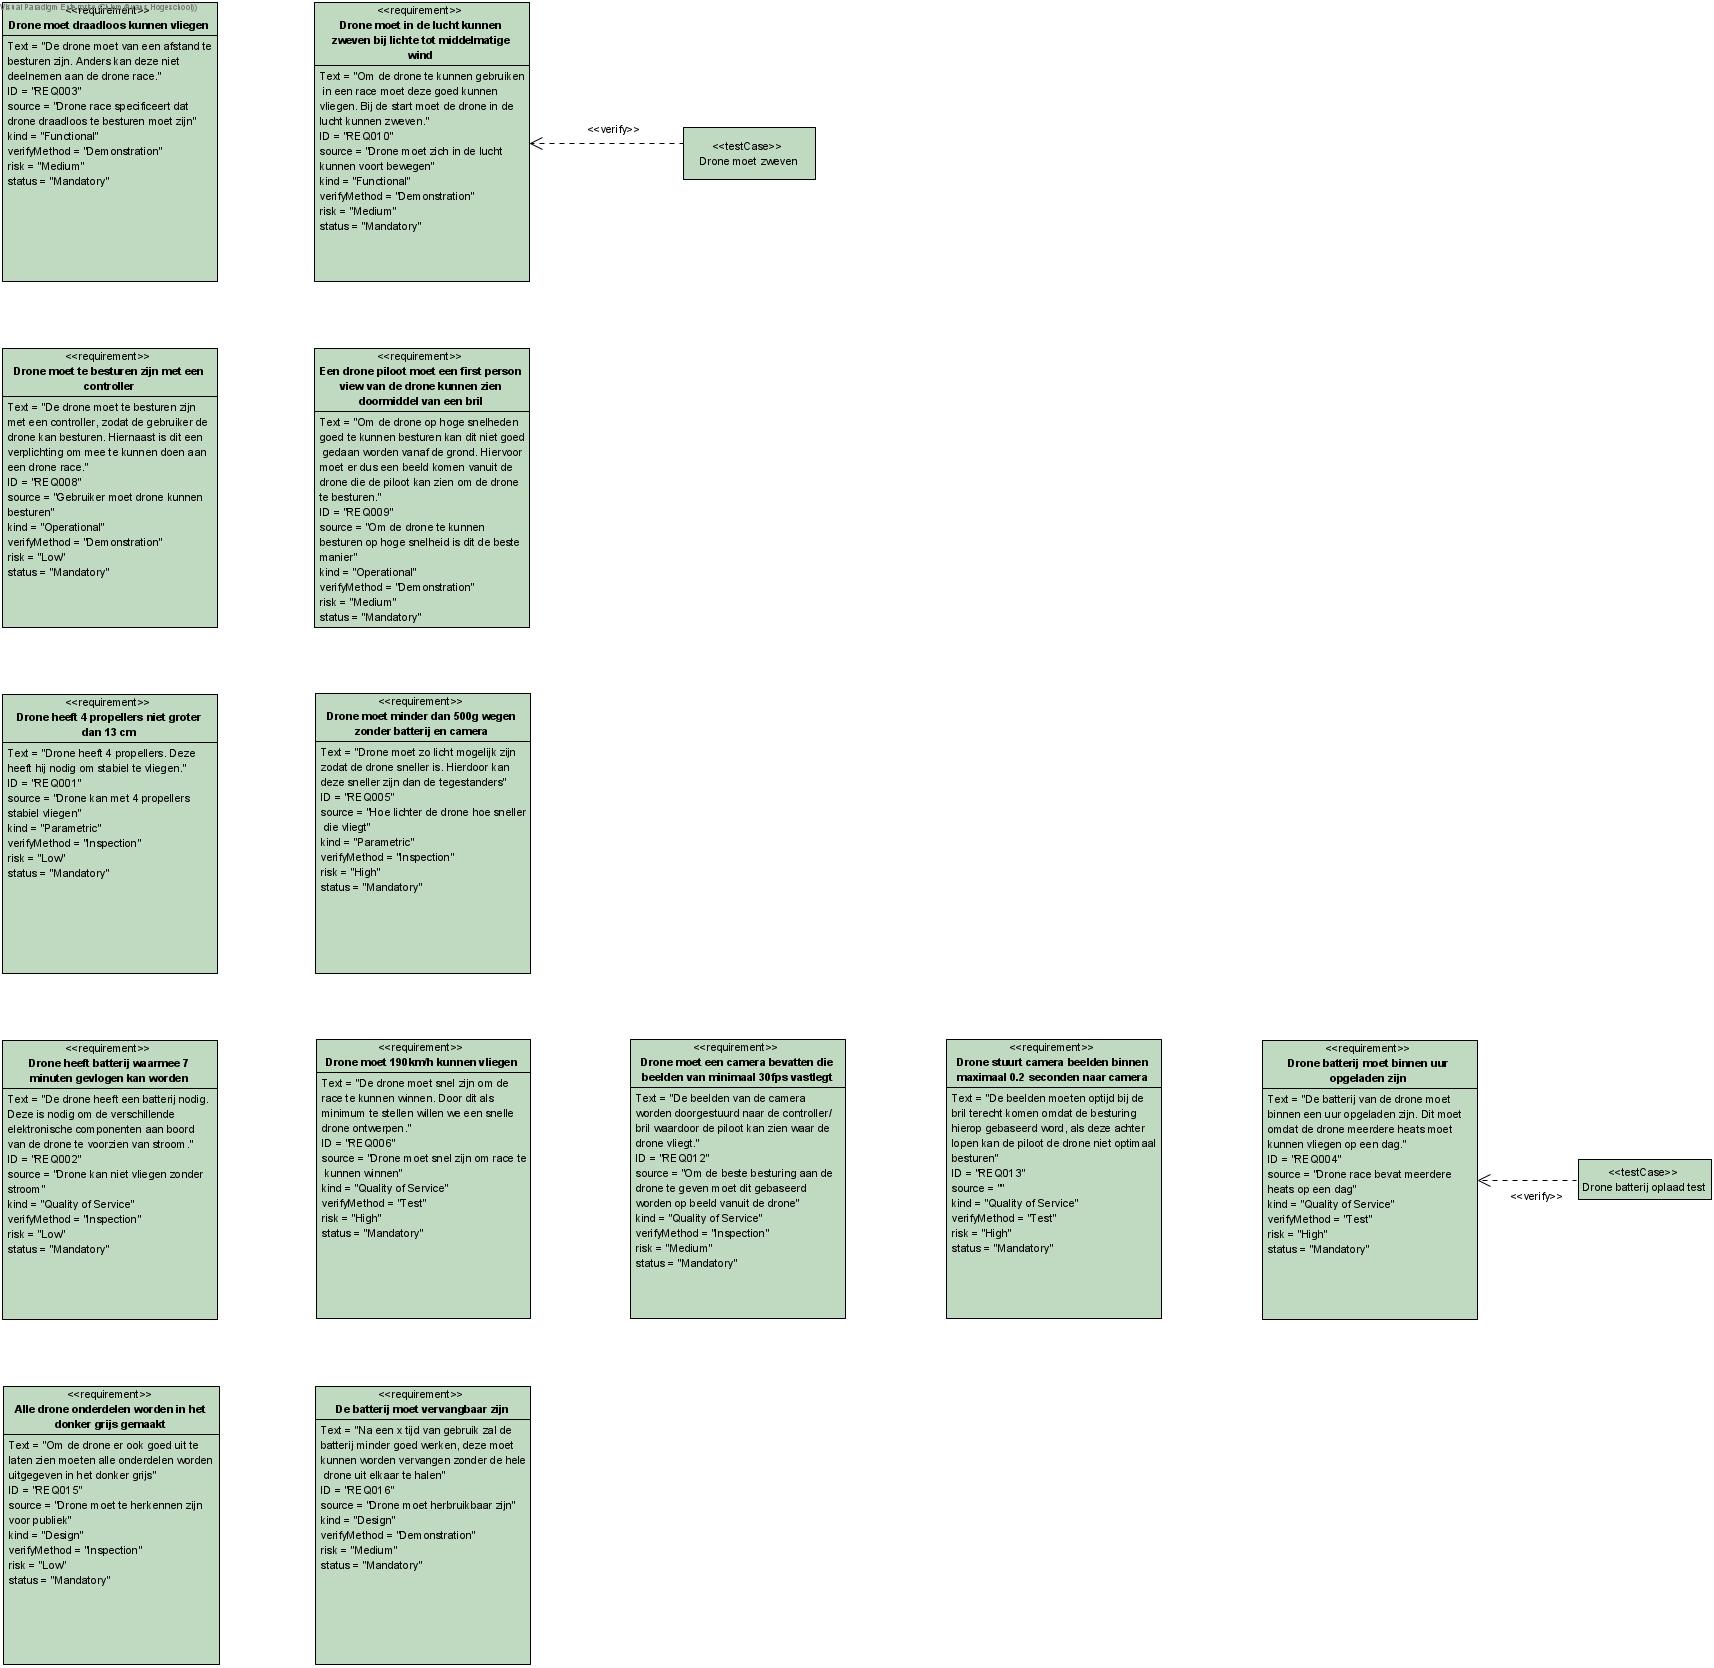 <<requirement>>
Drone moet draadloos kunnen vliegen
Text = "De drone moet van een afstand te
besturen zijn. Anders kan deze niet
deelnemen aan de drone race."
ID = "REQ003"
source = "Drone race specificeert dat
drone draadloos te besturen moet zijn"
kind = "Functional"
verifyMethod = "Demonstration"
risk = "Medium"
status = "Mandatory"
<<requirement>>
Drone moet in de lucht kunnen
zweven bij lichte tot middelmatige
wind
Text = "Om de drone te kunnen gebruiken
in een race moet deze goed kunnen
vliegen. Bij de start moet de drone in de
lucht kunnen zweven."
ID = "REQ010"
source = "Drone moet zich in de lucht
kunnen voort bewegen"
kind = "Functional"
verifyMethod = "Demonstration"
risk = "Medium"
status = "Mandatory"
<<verify>>
<<testCase>>
Drone moet zweven
<<requirement>>
Drone moet te besturen zijn met een
controller
Text = "De drone moet te besturen zijn
met een controller, zodat de gebruiker de
drone kan besturen. Hiernaast is dit een
verplichting om mee te kunnen doen aan
een drone race."
ID = "REQ008"
source = "Gebruiker moet drone kunnen
besturen"
kind = "Operational"
verifyMethod = "Demonstration"
risk = "Low"
status = "Mandatory"
<<requirement>>
Een drone piloot moet een first person
view van de drone kunnen zien
doormiddel van een bril
Text = "Om de drone op hoge snelheden
goed te kunnen besturen kan dit niet goed
gedaan worden vanaf de grond. Hiervoor
moet er dus een beeld komen vanuit de
drone die de piloot kan zien om de drone
te besturen."
ID = "REQ009"
source = "Om de drone te kunnen
besturen op hoge snelheid is dit de beste
manier"
kind = "Operational"
verifyMethod = "Demonstration"
risk = "Medium"
status = "Mandatory"
<<requirement>>
Drone heeft 4 propellers niet groter
dan 13 cm
Text = "Drone heeft 4 propellers. Deze
heeft hij nodig om stabiel te vliegen."
ID = "REQ001"
source = "Drone kan met 4 propellers
stabiel vliegen"
kind = "Parametric"
verifyMethod = "Inspection"
risk = "Low"
status = "Mandatory"
<<requirement>>
Drone moet minder dan 500g wegen
zonder batterij en camera
Text = "Drone moet zo licht mogelijk zijn
zodat de drone sneller is. Hierdoor kan
deze sneller zijn dan de tegestanders"
ID = "REQ005"
source = "Hoe lichter de drone hoe sneller
die vliegt"
kind = "Parametric"
verifyMethod = "Inspection"
risk = "High"
status = "Mandatory"
<<requirement>>
Drone heeft batterij waarmee 7
minuten gevlogen kan worden
Text = "De drone heeft een batterij nodig.
Deze is nodig om de verschillende
elektronische componenten aan boord
van de drone te voorzien van stroom."
ID = "REQ002"
source = "Drone kan niet vliegen zonder
stroom"
kind = "Quality of Service"
verifyMethod = "Inspection"
risk = "Low"
status = "Mandatory"
<<requirement>>
Drone moet 190km/h kunnen vliegen
Text = "De drone moet snel zijn om de
race te kunnen winnen. Door dit als
minimum te stellen willen we een snelle
drone ontwerpen."
ID = "REQ006"
source = "Drone moet snel zijn om race te
kunnen winnen"
kind = "Quality of Service"
verifyMethod = "Test"
risk = "High"
status = "Mandatory"
<<requirement>>
Drone moet een camera bevatten die
beelden van minimaal 30fps vastlegt
Text = "De beelden van de camera
worden doorgestuurd naar de controller/
bril waardoor de piloot kan zien waar de
drone vliegt."
ID = "REQ012"
source = "Om de beste besturing aan de
drone te geven moet dit gebaseerd
worden op beeld vanuit de drone"
kind = "Quality of Service"
verifyMethod = "Inspection"
risk = "Medium"
status = "Mandatory"
<<requirement>>
Drone stuurt camera beelden binnen
maximaal 0.2 seconden naar camera
Text = "De beelden moeten optijd bij de
bril terecht komen omdat de besturing
hierop gebaseerd word, als deze achter
lopen kan de piloot de drone niet optimaal
besturen"
ID = "REQ013"
source = ""
kind = "Quality of Service"
verifyMethod = "Test"
risk = "High"
status = "Mandatory"
<<requirement>>
Drone batterij moet binnen uur
opgeladen zijn
Text = "De batterij van de drone moet
binnen een uur opgeladen zijn. Dit moet
omdat de drone meerdere heats moet
kunnen vliegen op een dag."
ID = "REQ004"
source = "Drone race bevat meerdere
heats op een dag"
kind = "Quality of Service"
verifyMethod = "Test"
risk = "High"
status = "Mandatory"
<<verify>>
<<testCase>>
Drone batterij oplaad test
<<requirement>>
Alle drone onderdelen worden in het
donker grijs gemaakt
Text = "Om de drone er ook goed uit te
laten zien moeten alle onderdelen worden
uitgegeven in het donker grijs"
ID = "REQ015"
source = "Drone moet te herkennen zijn
voor publiek"
kind = "Design"
verifyMethod = "Inspection"
risk = "Low"
status = "Mandatory"
<<requirement>>
De batterij moet vervangbaar zijn
Text = "Na een x tijd van gebruik zal de
batterij minder goed werken, deze moet
kunnen worden vervangen zonder de hele
drone uit elkaar te halen"
ID = "REQ016"
source = "Drone moet herbruikbaar zijn"
kind = "Design"
verifyMethod = "Demonstration"
risk = "Medium"
status = "Mandatory"